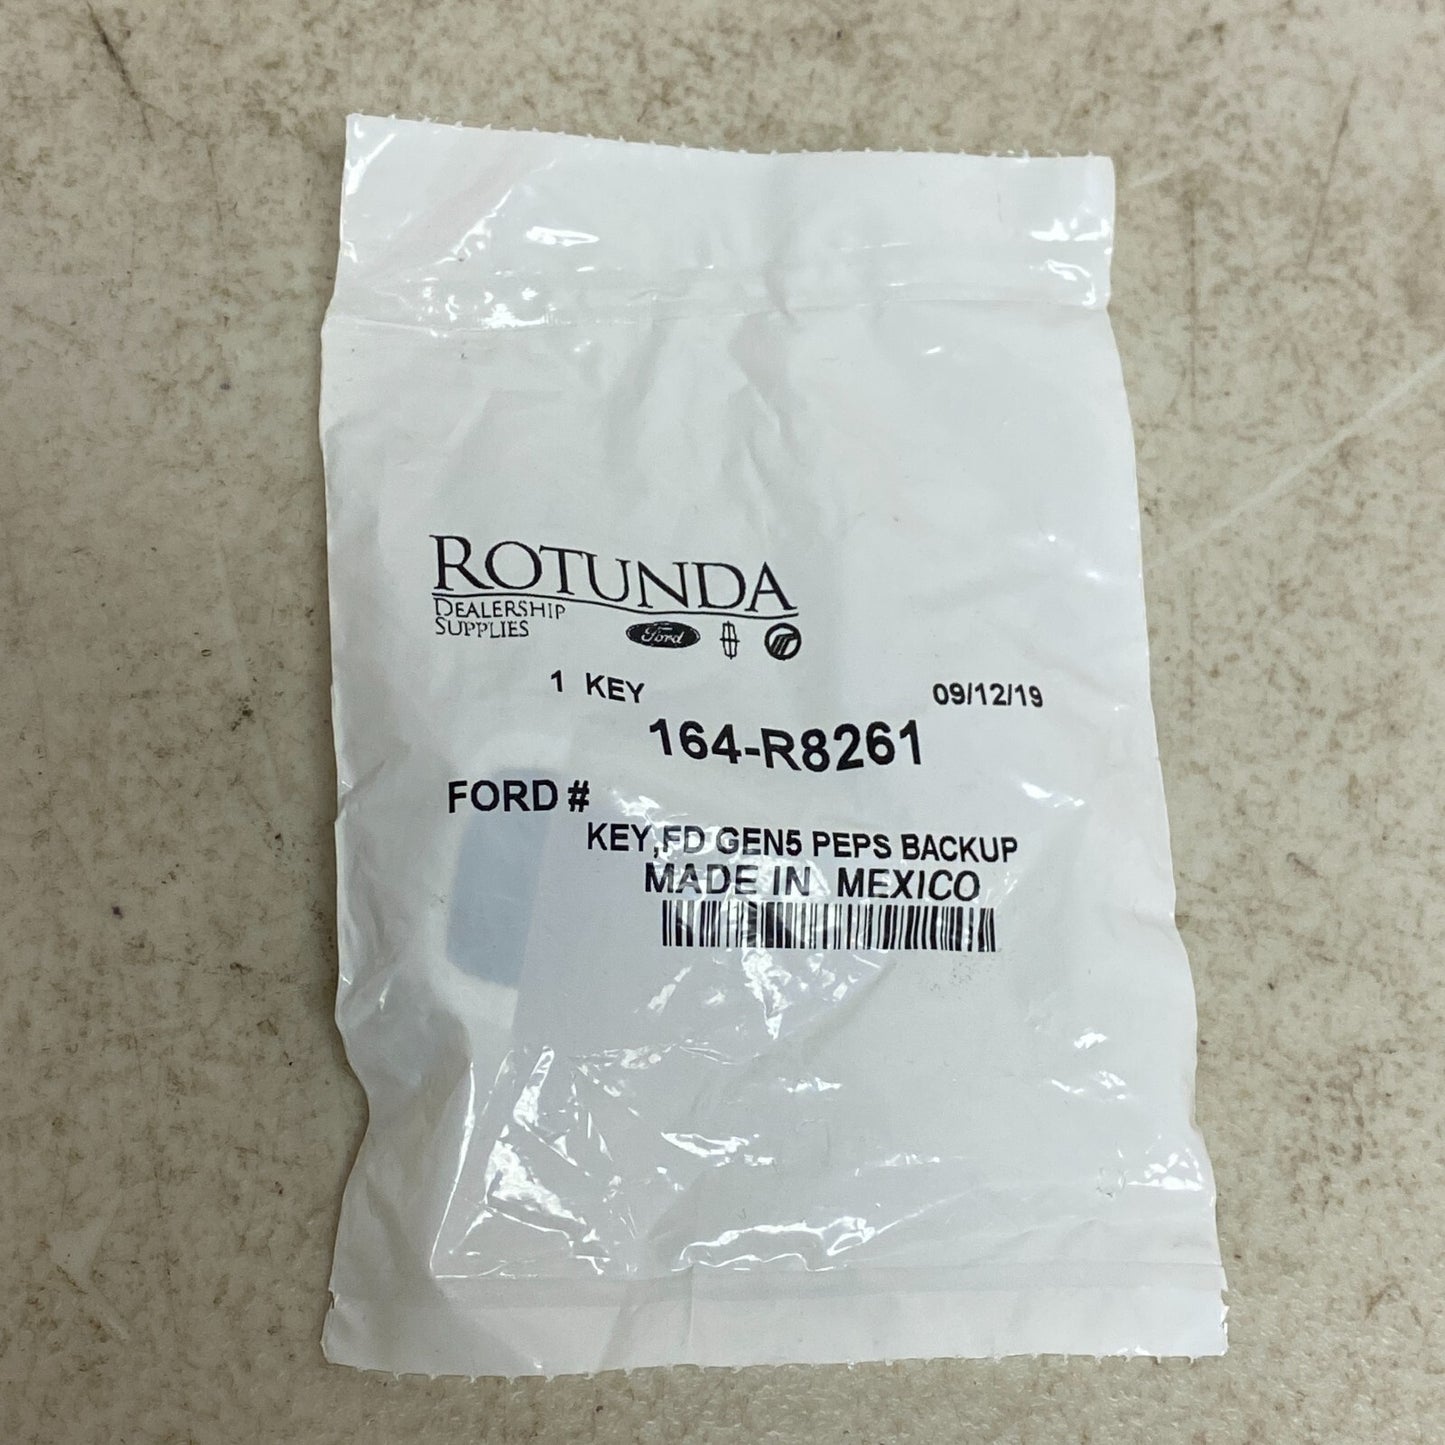 ROTUNDA
DEALERSHIP
SUPPLIES
Ford
1 KEY 09/12/19
164-R8261
FORD #
KEY,FD GEN5 PEPS BACKUP
MADE IN MEXICO